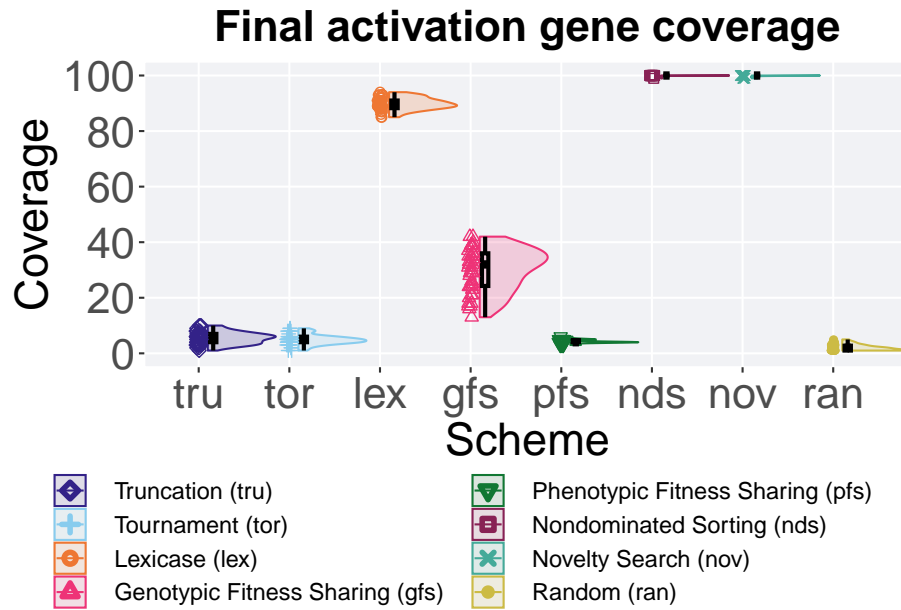 Final activation gene coverage
Coverage
100
80
60
40
20
0
tru tor lex gfs pfs nds nov ran
Scheme
Truncation (tru)
Tournament (tor)
Lexicase (lex)
Genotypic Fitness Sharing (gfs)
Phenotypic Fitness Sharing (pfs)
Nondominated Sorting (nds)
Novelty Search (nov)
Random (ran)